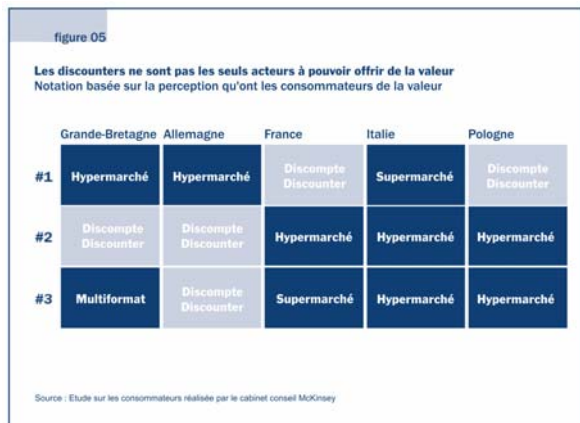 figure 05
Les discounters ne sont pas les seuls acteurs à pouvoir offrir de la valeur
Notation basée sur la perception qu'ont les consommateurs de la valeur
Grande-Bretagne Allemagne France Italie Pologne
#1 Hypermarché Hypermarché Discompte Discounter Supermarché Discompte Discounter
#2 Discompte Discounter Discompte Discounter Hypermarché Hypermarché Hypermarché
#3 Multiformat Discompte Discounter Supermarché Hypermarché Hypermarché
Source : Etude sur les consommateurs réalisée par le cabinet conseil McKinsey